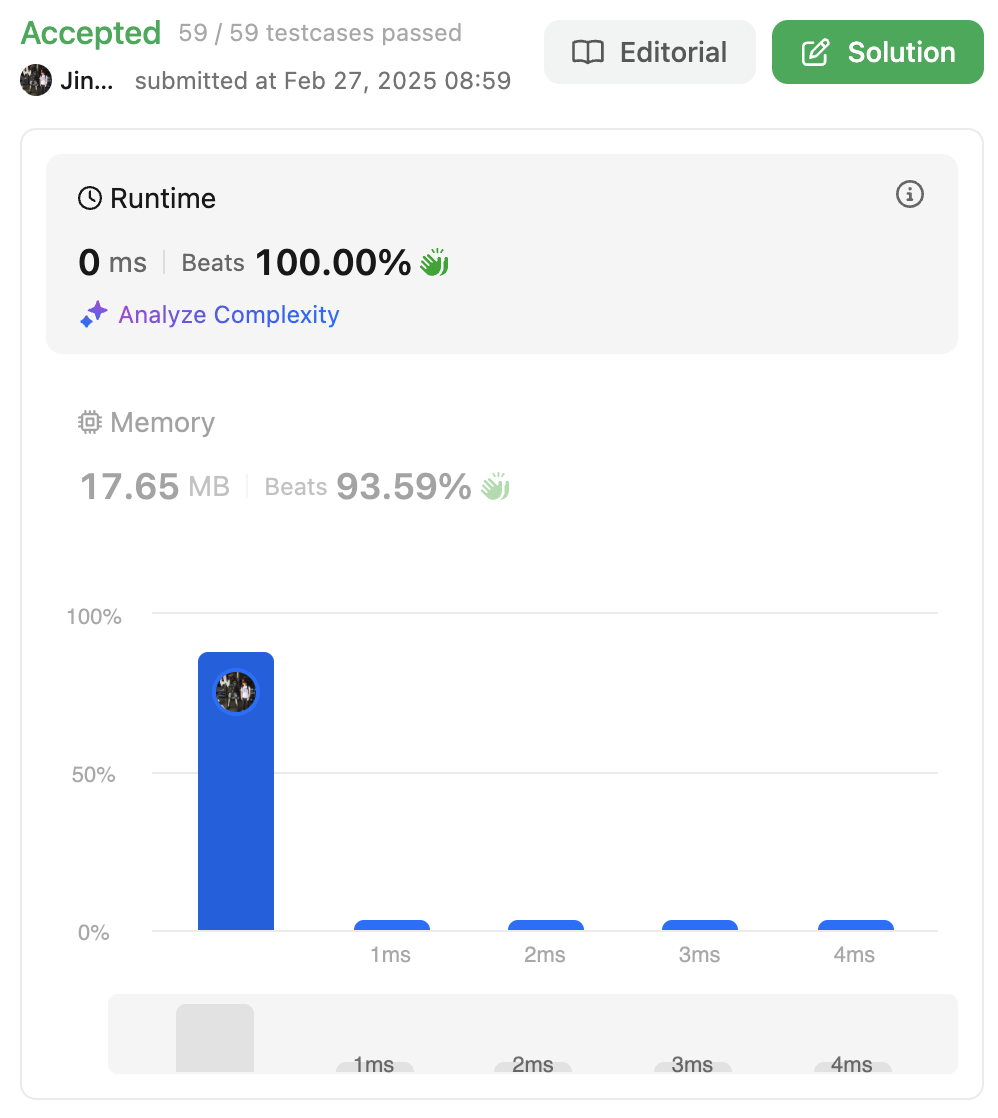 Accepted 59 / 59 testcases passed
Jin... submitted at Feb 27, 2025 08:59
Editorial
Solution
Runtime
0 ms Beats 100.00%
Analyze Complexity
Memory
17.65 MB Beats 93.59%
100%
50%
0%
1ms 2ms 3ms 4ms
1ms 2ms 3ms 4ms